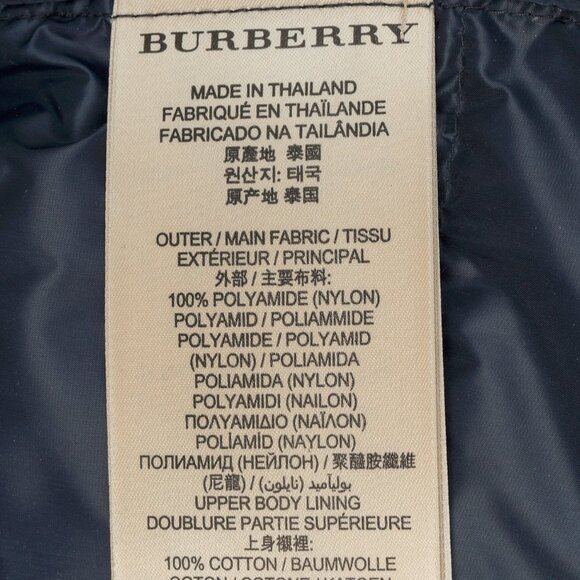 BURBERRY
MADE IN THAILAND
FABRIQUÉ EN THAÏLANDE
FABRICADO NA TAILÂNDIA
原產地 泰國
원산지: 태국
原产地 泰国
OUTER / MAIN FABRIC / TISSU
EXTÉRIEUR / PRINCIPAL
外部 / 主要布料:
100% POLYAMIDE (NYLON)
POLYAMID / POLIAMMIDE
POLYAMIDE / POLYAMID
(NYLON) / POLIAMIDA
POLIAMIDA (NYLON)
POLYAMIDI (NAILON)
ΠΟΛΥΑΜΙΔΙΟ (ΝΑΪΛΟΝ)
POLİAMİD (NAYLON)
ПОЛИАМИД (НЕЙЛОН) / 聚醯胺纖維
(尼龍) / بوليآميد (نايلون)
UPPER BODY LINING
DOUBLURE PARTIE SUPÉRIEURE
上身襯裡:
100% COTTON / BAUMWOLLE